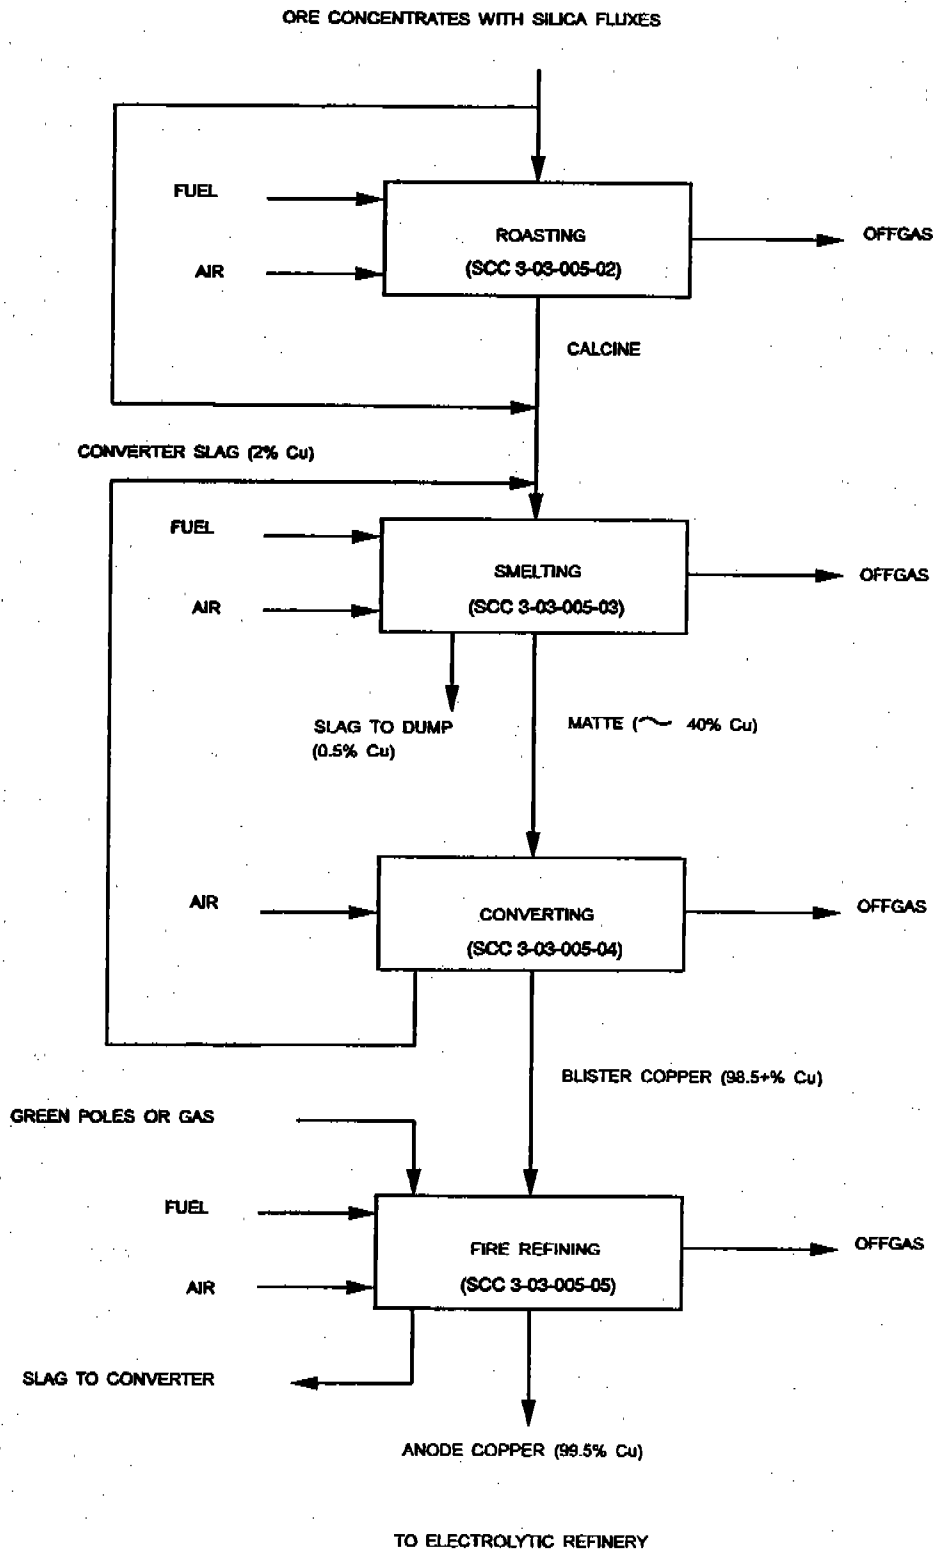 ORE CONCENTRATES WITH SILICA FLUXES
FUEL
ROASTING
OFFGAS
AIR
(SCC 3-03-005-02)
CALCINE
CONVERTER SLAG (2% Cu)
FUEL
SMELTING
OFFGAS
AIR
(SCC 3-03-005-03)
SLAG TO DUMP
(0.5% Cu)
MATTE (~ 40% Cu)
AIR
CONVERTING
OFFGAS
(SCC 3-03-005-04)
BLISTER COPPER (98.5+% Cu)
GREEN POLES OR GAS
FUEL
FIRE REFINING
OFFGAS
AIR
(SCC 3-03-005-05)
SLAG TO CONVERTER
ANODE COPPER (99.5% Cu)
TO ELECTROLYTIC REFINERY